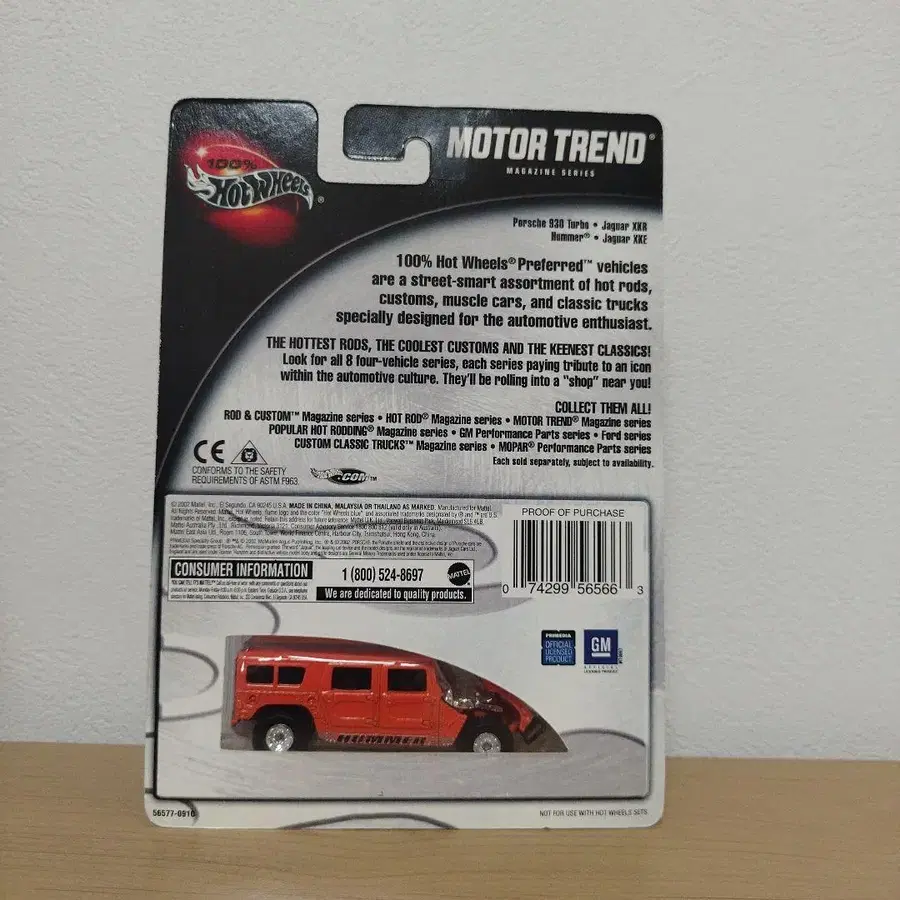 100%
Hot Wheels®
MOTOR TREND®
MAGAZINE SERIES
Porsche 930 Turbo • Jaguar XKR
Hummer® • Jaguar XKE
100% Hot Wheels® Preferred™ vehicles
are a street-smart assortment of hot rods,
customs, muscle cars, and classic trucks
specially designed for the automotive enthusiast.
THE HOTTEST RODS, THE COOLEST CUSTOMS AND THE KEENEST CLASSICS!
Look for all 8 four-vehicle series, each series paying tribute to an icon
within the automotive culture. They'll be rolling into a "shop" near you!
COLLECT THEM ALL!
ROD & CUSTOM™ Magazine series • HOT ROD® Magazine series • MOTOR TREND® Magazine series
POPULAR HOT RODDING® Magazine series • GM Performance Parts series • Ford series
CUSTOM CLASSIC TRUCKS™ Magazine series • MOPAR® Performance Parts series
Each sold separately, subject to availability.
CE
CONFORMS TO THE SAFETY
REQUIREMENTS OF ASTM F963.
.COM™
© 2002 Mattel, Inc., El Segundo, CA 90245 U.S.A. MADE IN CHINA, MALAYSIA OR THAILAND AS MARKED.
CONSUMER INFORMATION
1 (800) 524-8697
We are dedicated to quality products.
MATTEL
PROOF OF PURCHASE
0 74299 56566 3
PRIMEDIA
OFFICIAL
LICENSED
PRODUCT
GM
HUMMER
56577-0910
NOT FOR USE WITH HOT WHEELS SETS